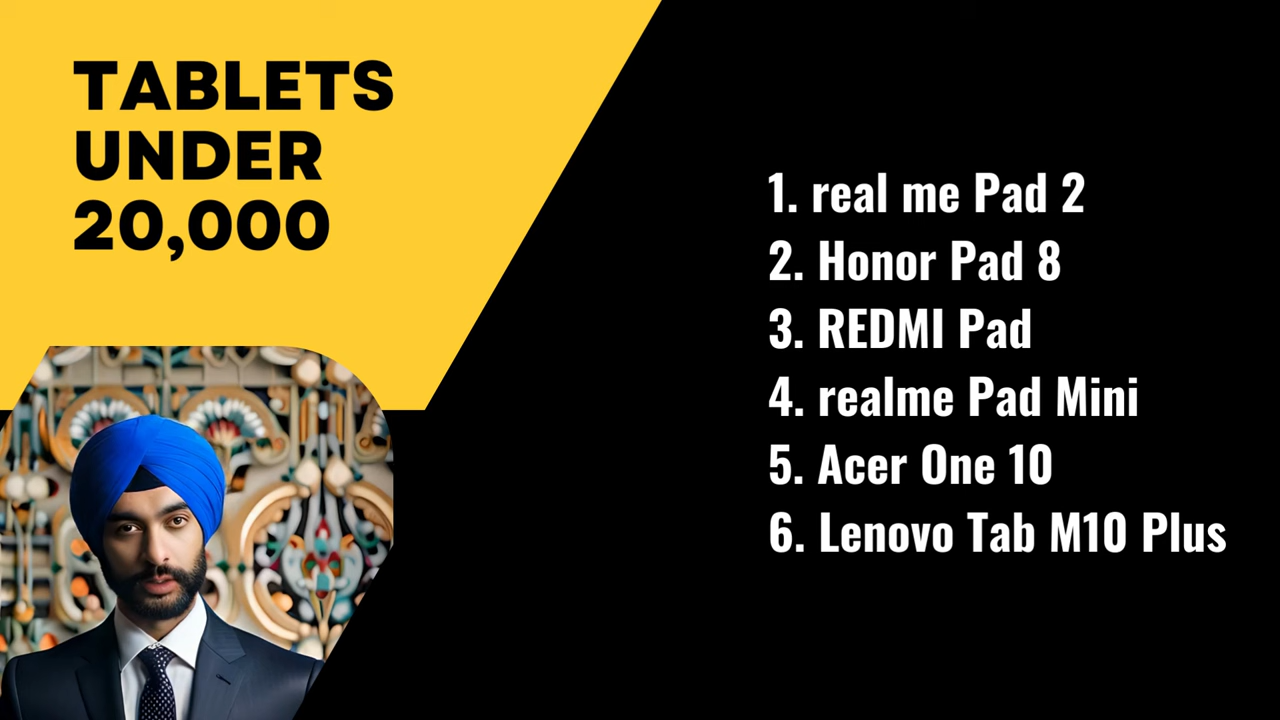 TABLETS
UNDER
20,000
1. real me Pad 2
2. Honor Pad 8
3. REDMI Pad
4. realme Pad Mini
5. Acer One 10
6. Lenovo Tab M10 Plus